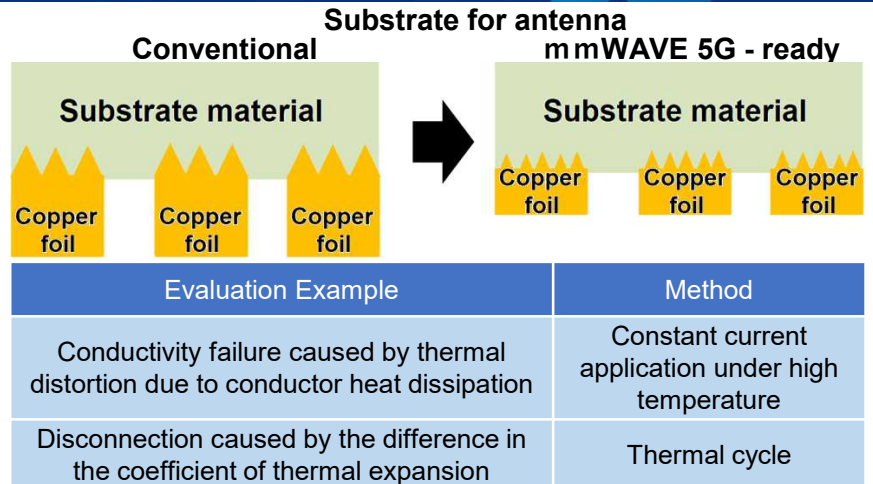 Substrate for antenna
Conventional
mmWAVE 5G - ready
Substrate material
Substrate material
Copper
foil
Copper
foil
Copper
foil
Copper
foil
Copper
foil
Copper
foil
Evaluation Example
Method
Conductivity failure caused by thermal
distortion due to conductor heat dissipation
Constant current
application under high
temperature
Disconnection caused by the difference in
the coefficient of thermal expansion
Thermal cycle